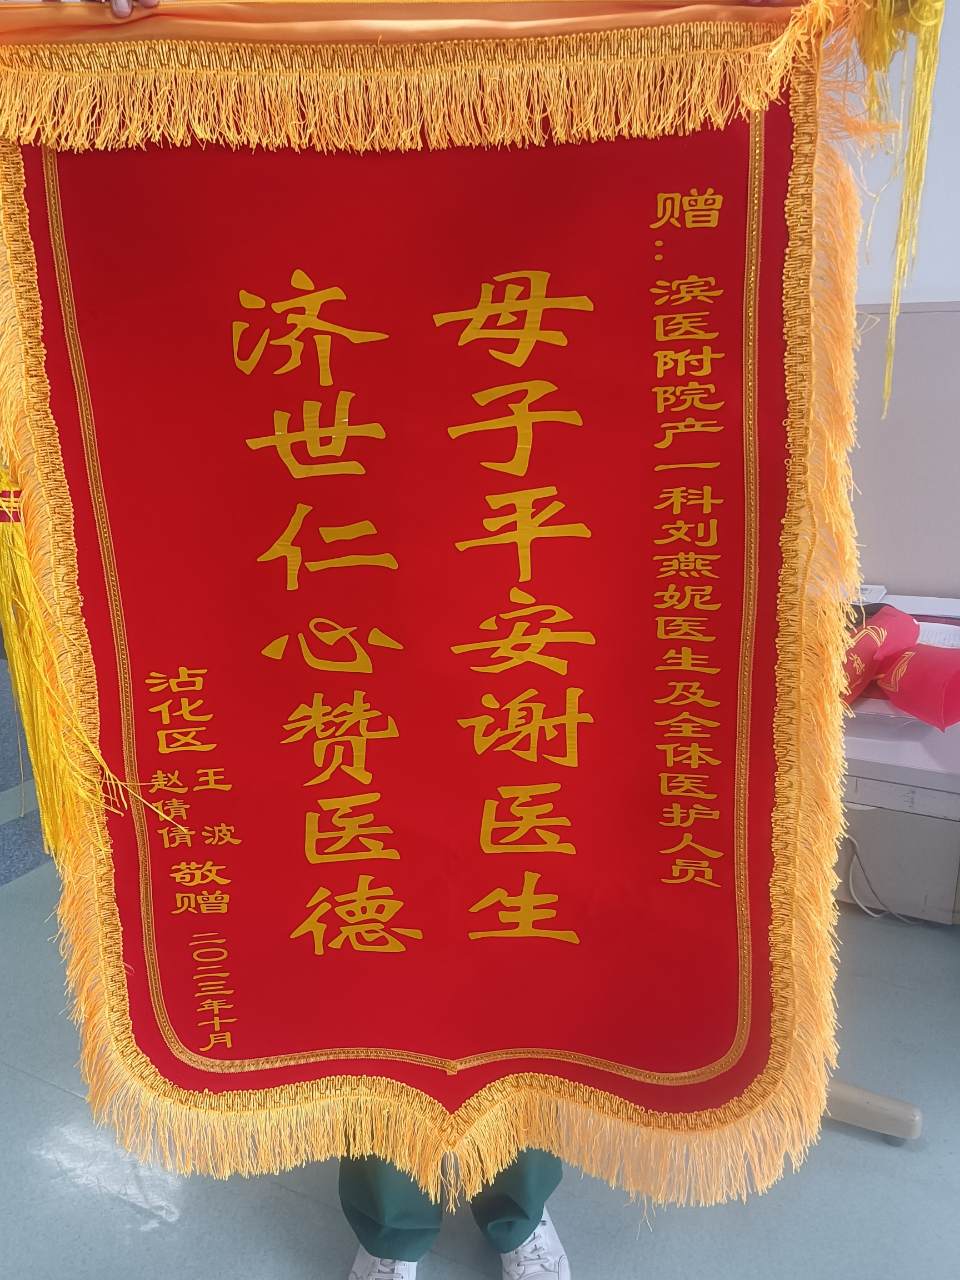 赠：滨医附院产一科刘燕妮医生及全体医护人员
母子平安谢医生
济世仁心赞医德
沾化区
王波
赵倩倩
敬赠
二〇二三年十月